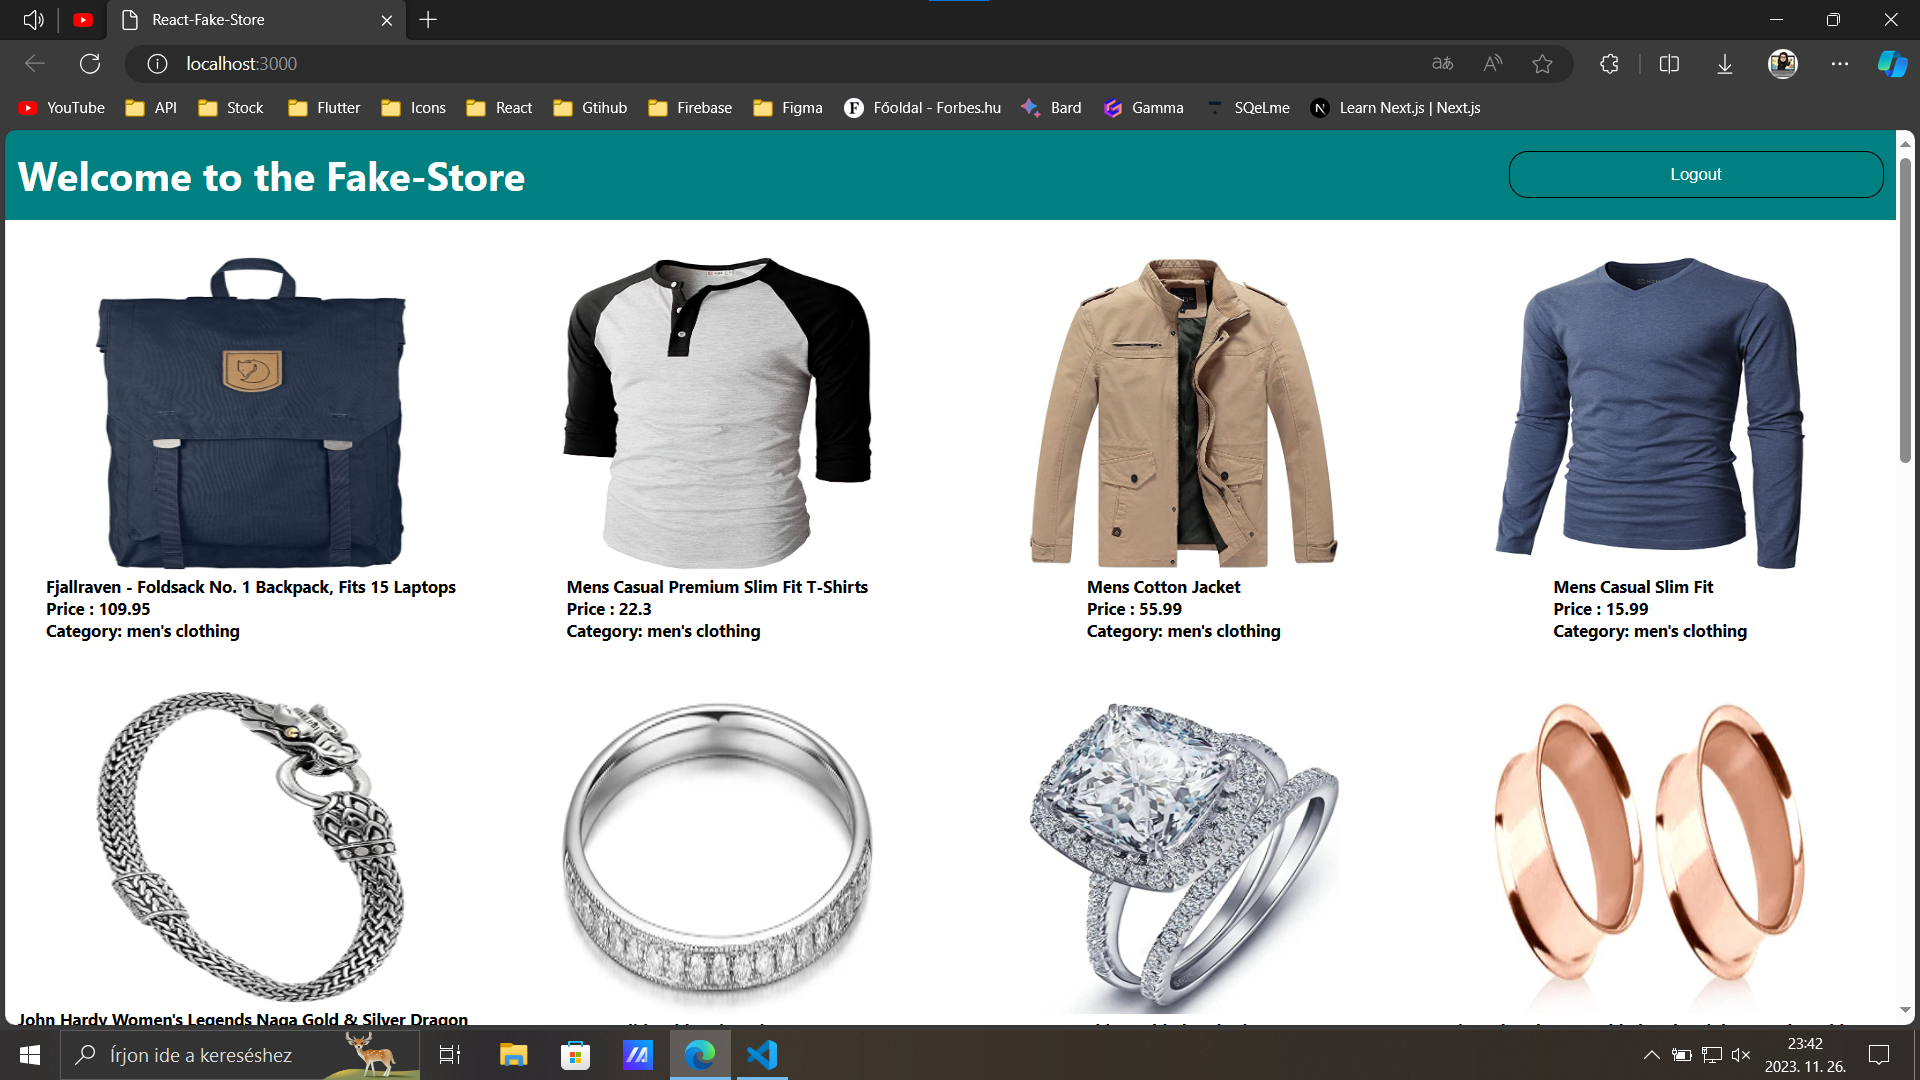 React-Fake-Store
localhost:3000
YouTube
API
Stock
Flutter
Icons
React
Gtihub
Firebase
Figma
Főoldal - Forbes.hu
Bard
Gamma
SQeLme
Learn Next.js | Next.js
Welcome to the Fake-Store
Logout
Fjallraven - Foldsack No. 1 Backpack, Fits 15 Laptops
Price : 109.95
Category: men's clothing
Mens Casual Premium Slim Fit T-Shirts
Price : 22.3
Category: men's clothing
Mens Cotton Jacket
Price : 55.99
Category: men's clothing
Mens Casual Slim Fit
Price : 15.99
Category: men's clothing
John Hardy Women's Legends Naga Gold & Silver Dragon
Írjon ide a kereséshez
23:42
2023. 11. 26.